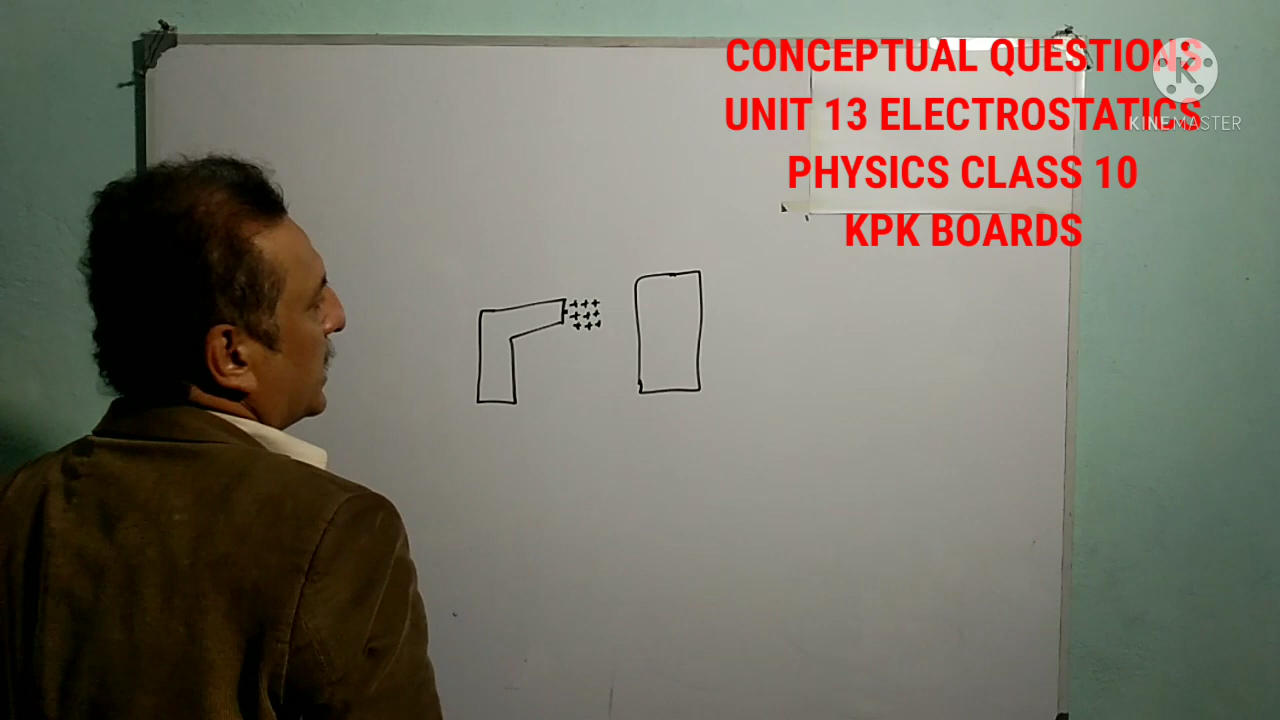 CONCEPTUAL QUESTIONS
UNIT 13 ELECTROSTATICS
PHYSICS CLASS 10
KPK BOARDS
K
KINEMASTER
+++
+++
+++